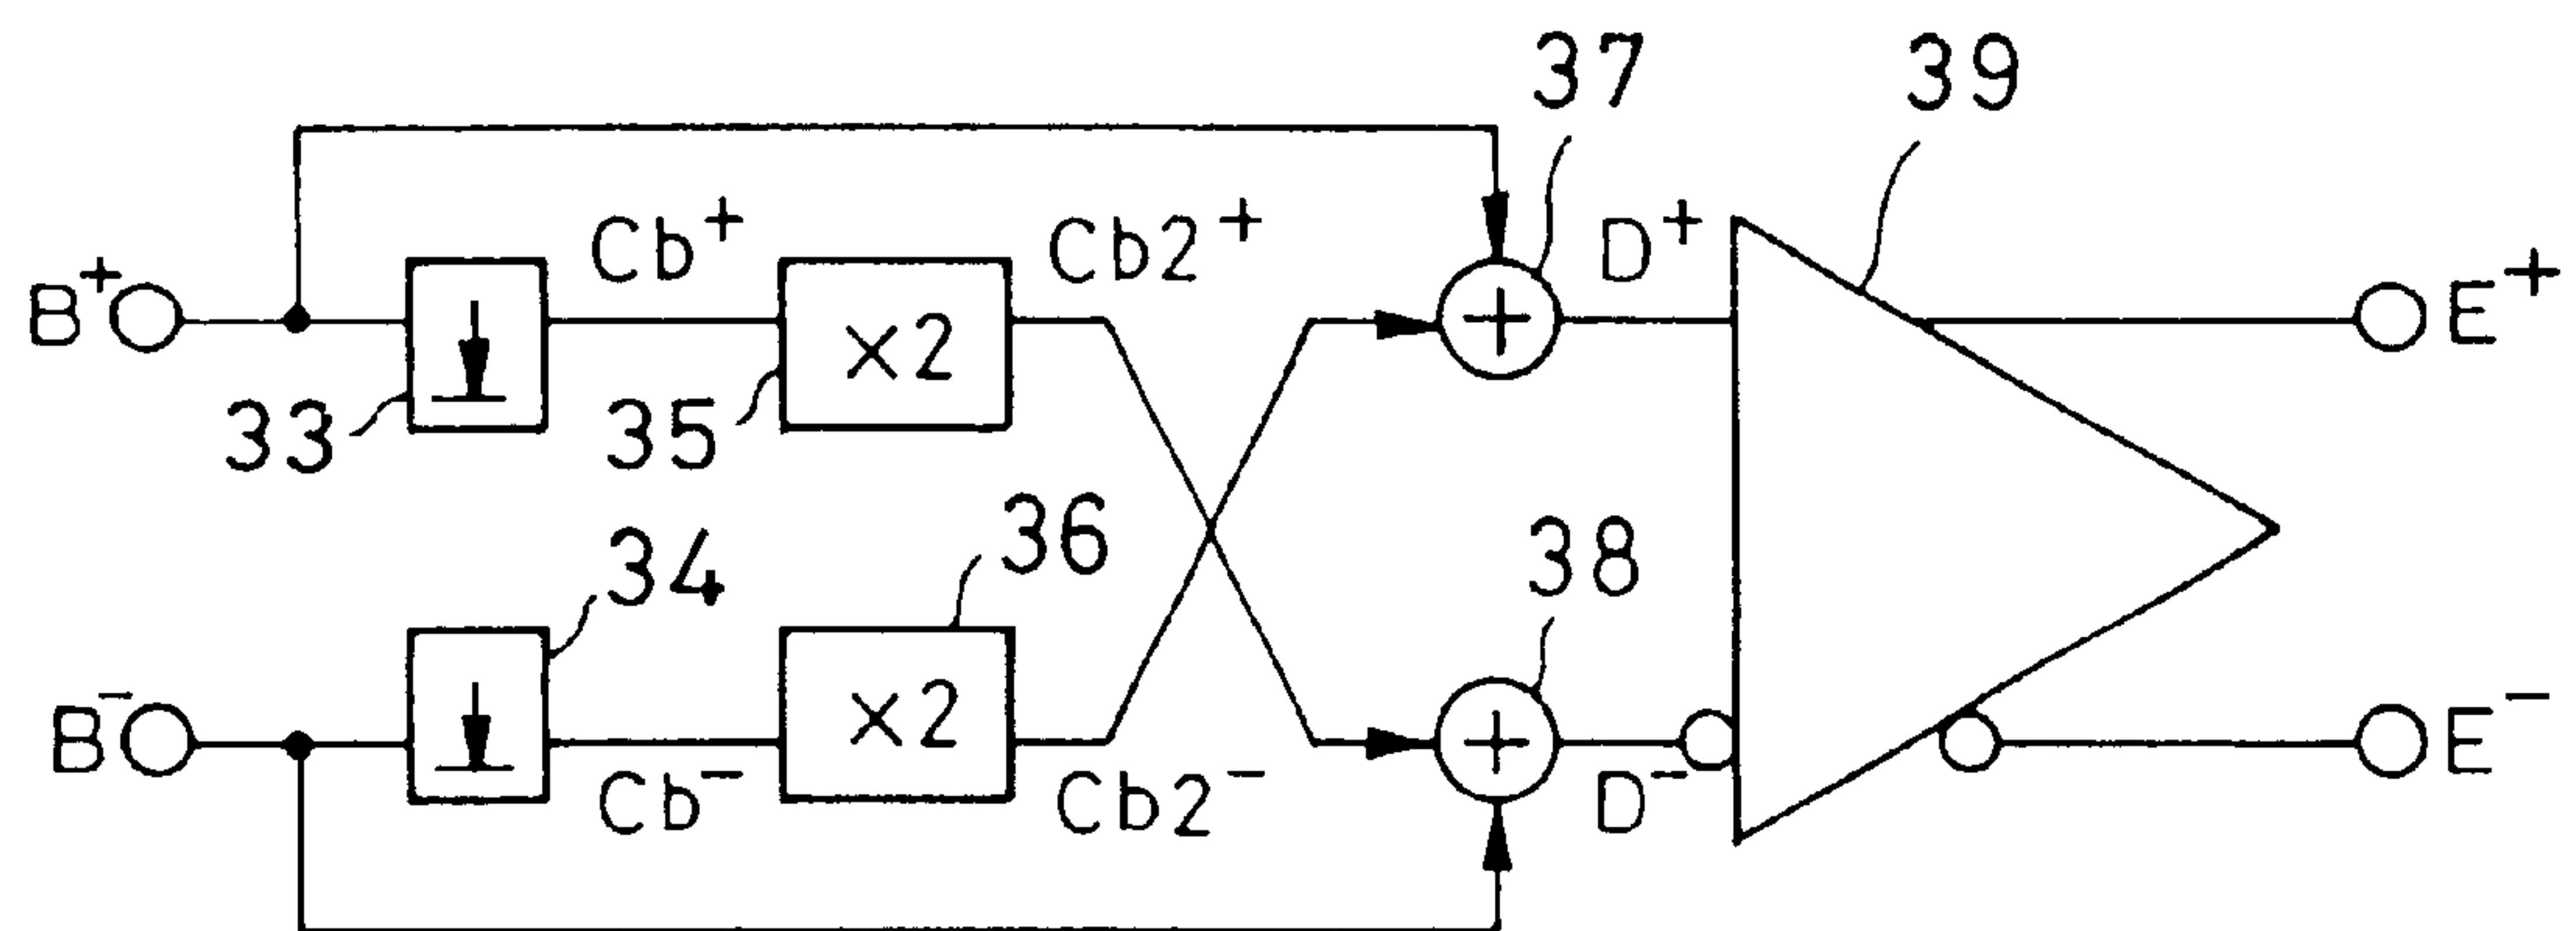 37
39
Cb⁺
Cb2⁺
D⁺
B⁺
E⁺
×2
33
35
+
34
36
38
B⁻
×2
+
E⁻
Cb⁻
Cb2⁻
D⁻